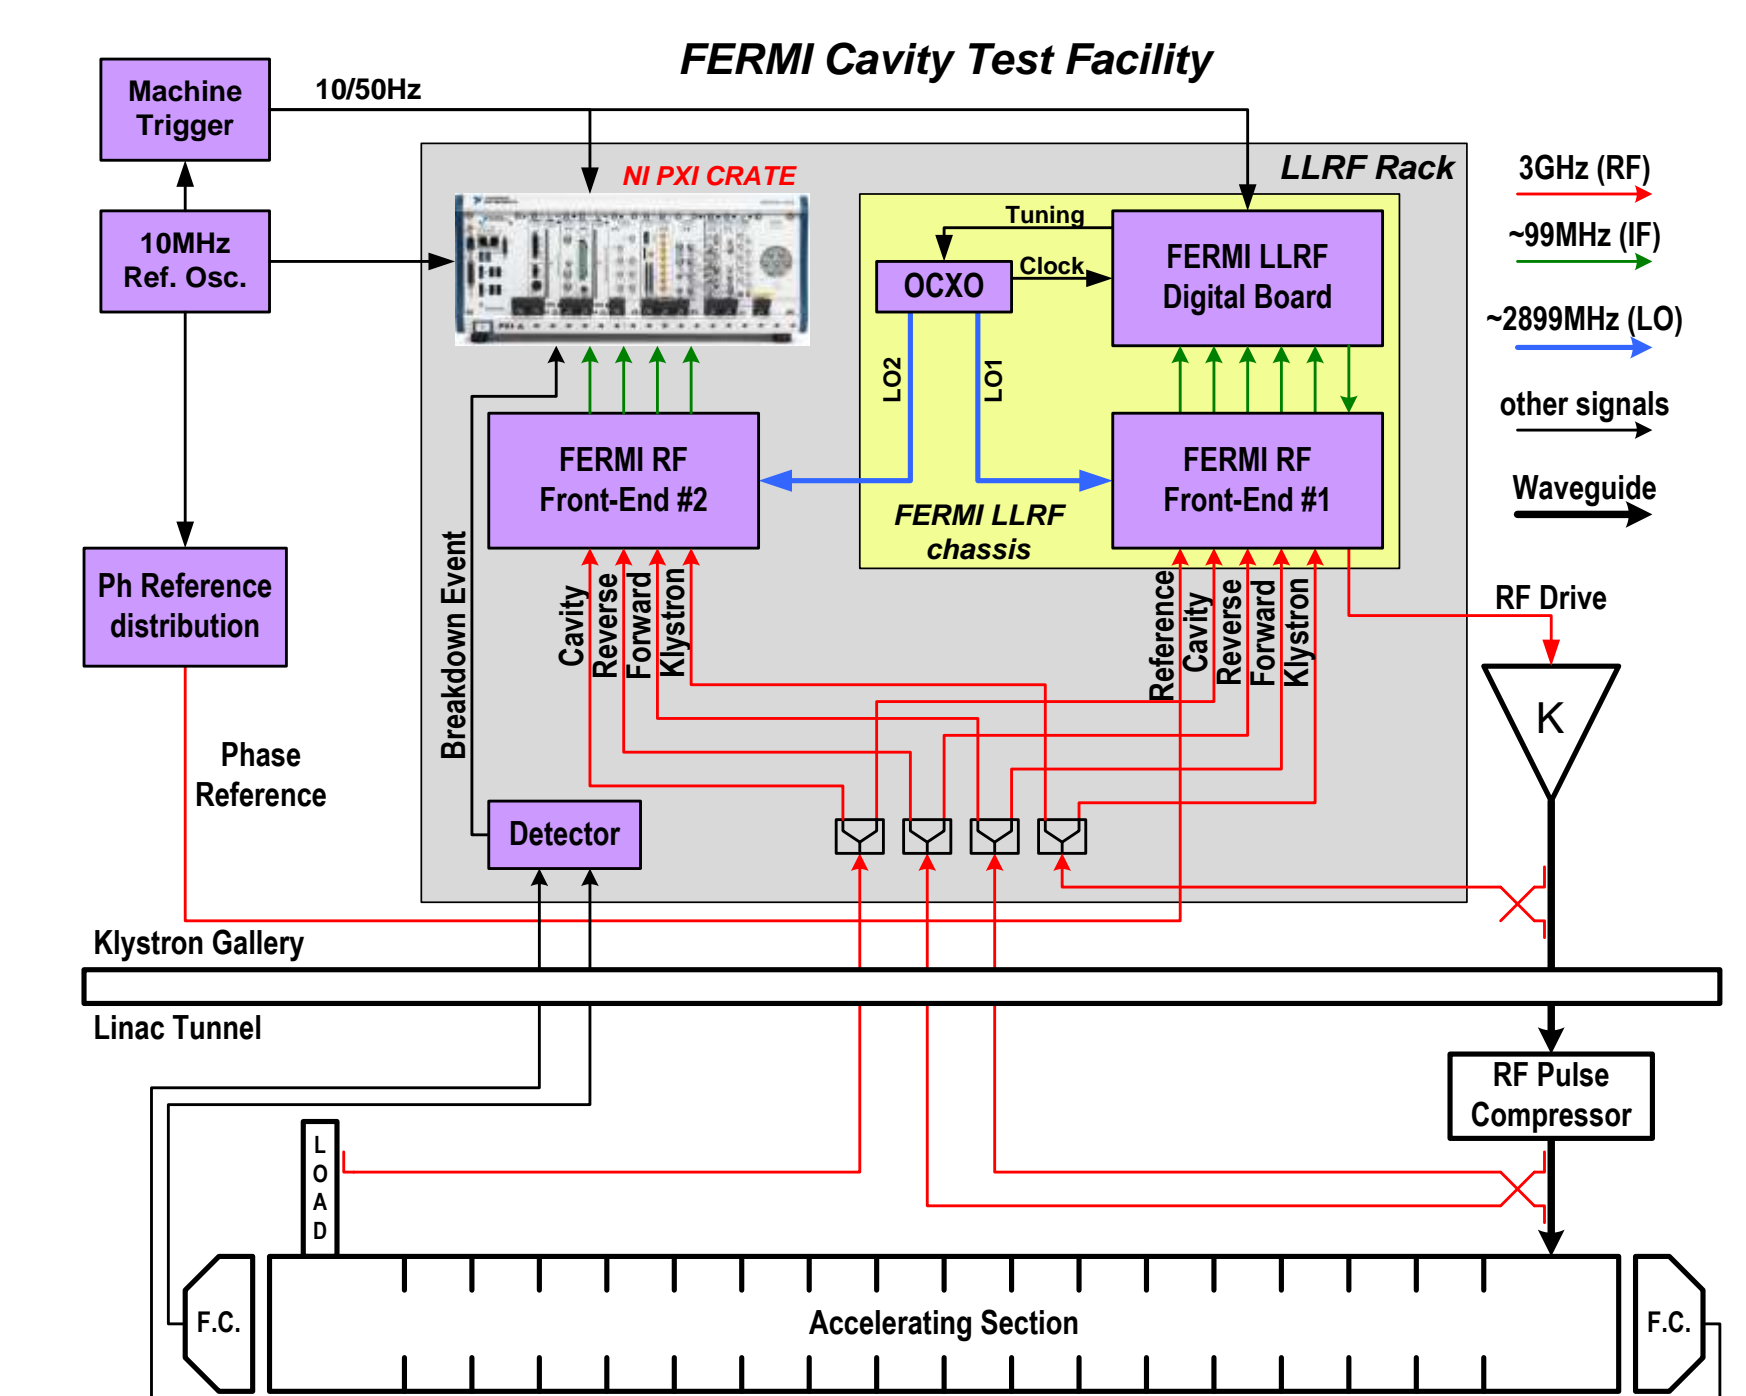 FERMI Cavity Test Facility
Machine
Trigger
10/50Hz
NI PXI CRATE
LLRF Rack
3GHz (RF)
~99MHz (IF)
~2899MHz (LO)
other signals
Waveguide
10MHz
Ref. Osc.
Tuning
OCXO
Clock
FERMI LLRF
Digital Board
LO2
LO1
FERMI RF
Front-End #2
FERMI LLRF
chassis
FERMI RF
Front-End #1
Ph Reference
distribution
Breakdown Event
Cavity
Reverse
Forward
Klystron
Reference
Cavity
Reverse
Forward
Klystron
RF Drive
K
Phase
Reference
Detector
Klystron Gallery
Linac Tunnel
RF Pulse
Compressor
LOAD
F.C.
Accelerating Section
F.C.